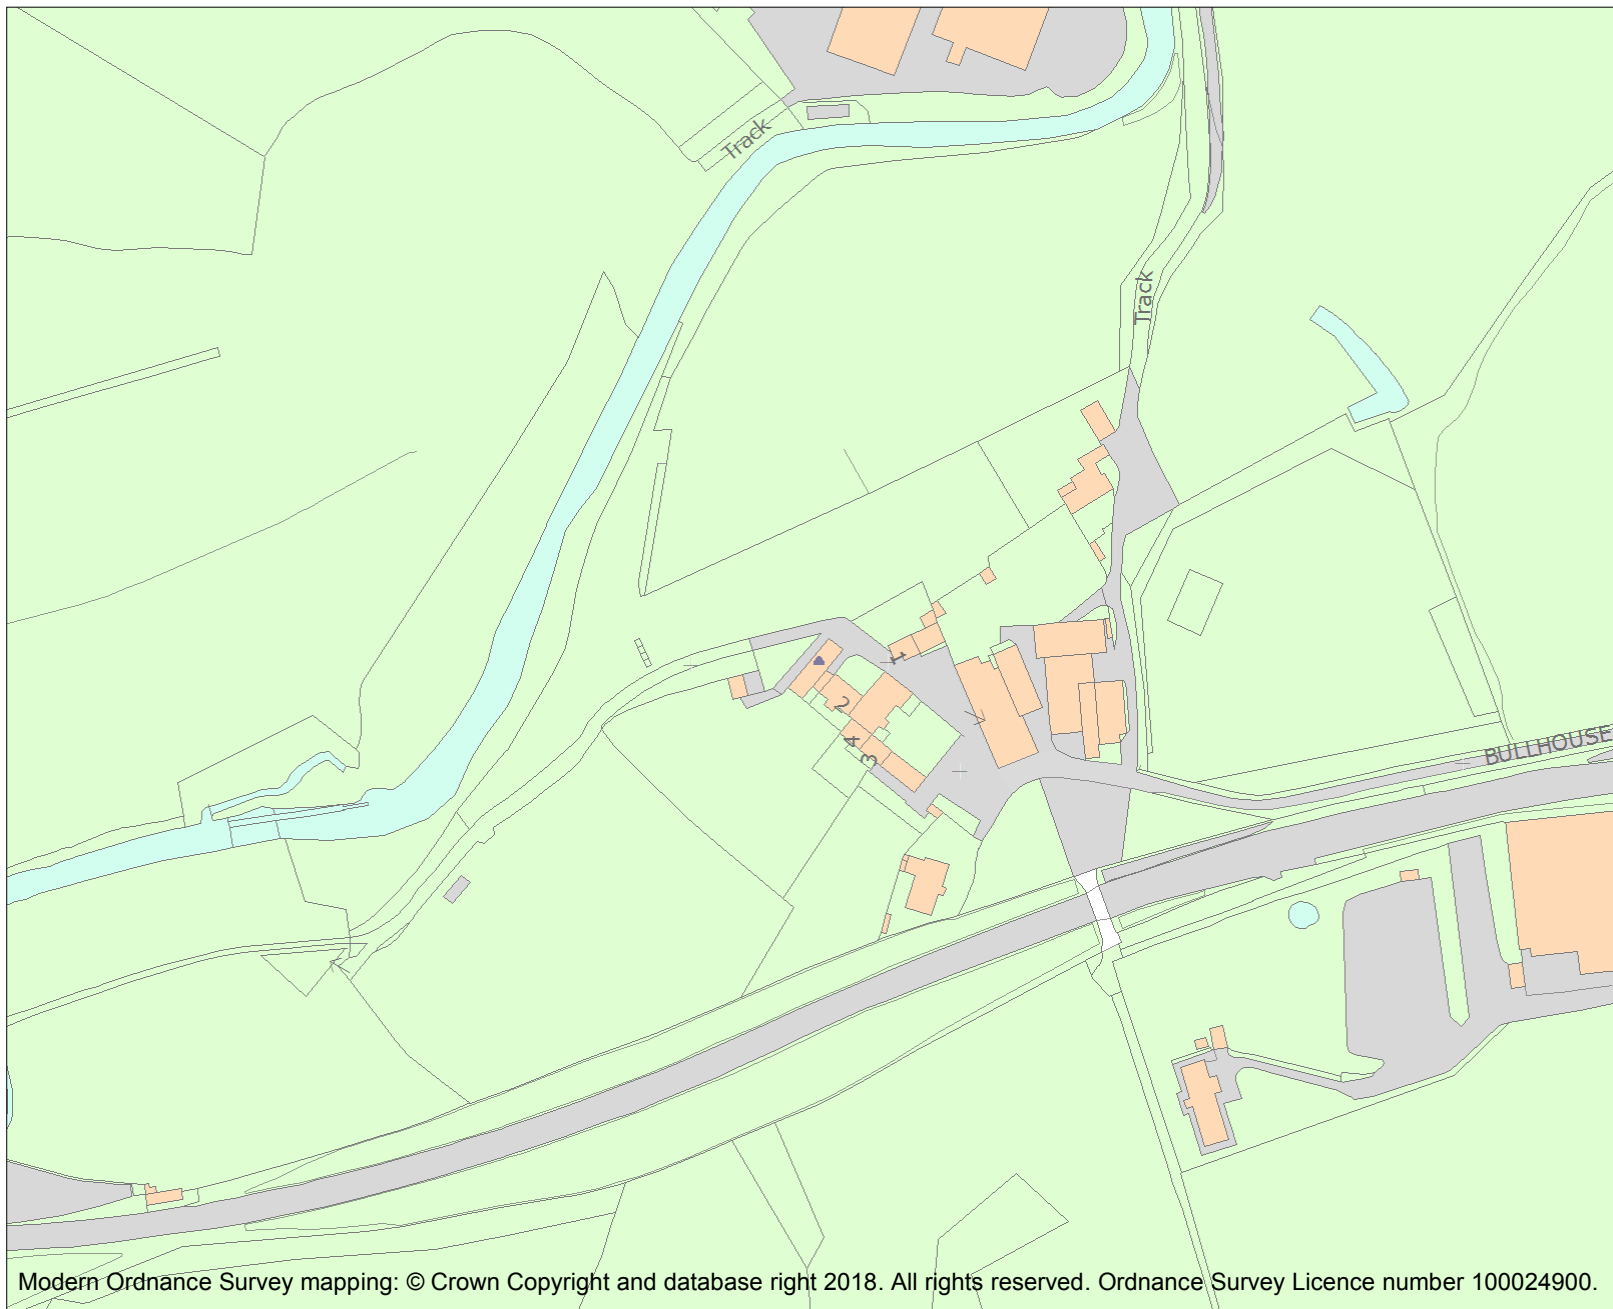 Track
Track
1
2
4
3
BULLHOUSE
Modern Ordnance Survey mapping: © Crown Copyright and database right 2018. All rights reserved. Ordnance Survey Licence number 100024900.